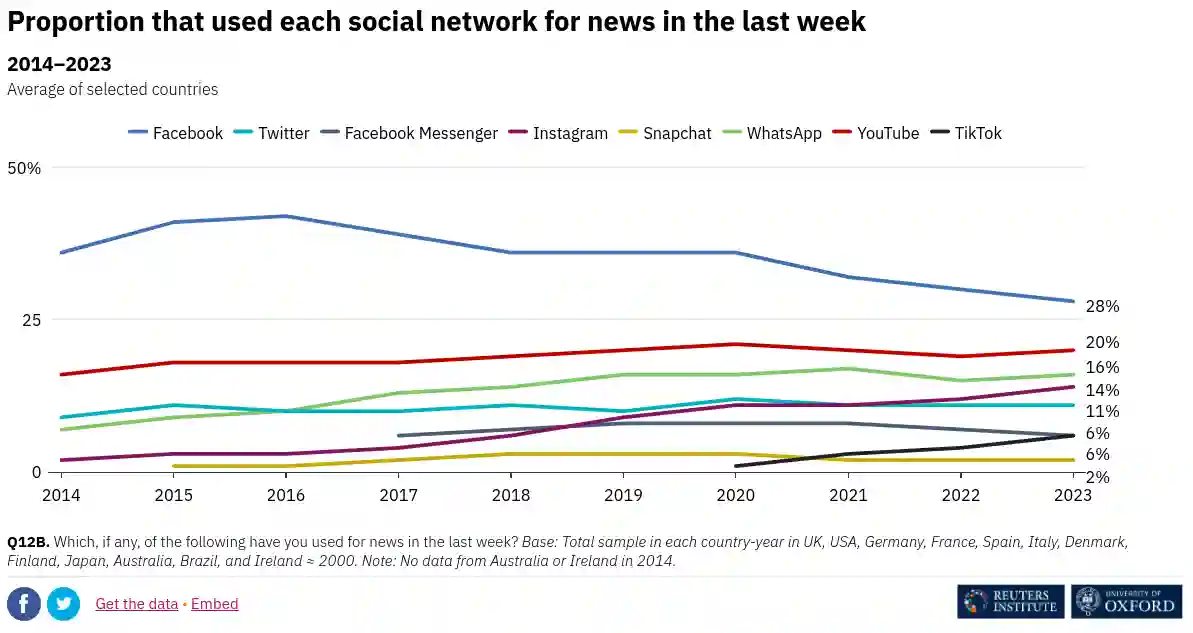 Proportion that used each social network for news in the last week
2014–2023
Average of selected countries
Facebook Twitter Facebook Messenger Instagram Snapchat WhatsApp YouTube TikTok
50%
25
0
28%
20%
16%
14%
11%
6%
6%
2%
2014 2015 2016 2017 2018 2019 2020 2021 2022 2023
Q12B. Which, if any, of the following have you used for news in the last week? Base: Total sample in each country-year in UK, USA, Germany, France, Spain, Italy, Denmark,
Finland, Japan, Australia, Brazil, and Ireland ≈ 2000. Note: No data from Australia or Ireland in 2014.
Get the data • Embed
REUTERS
INSTITUTE
UNIVERSITY OF
OXFORD